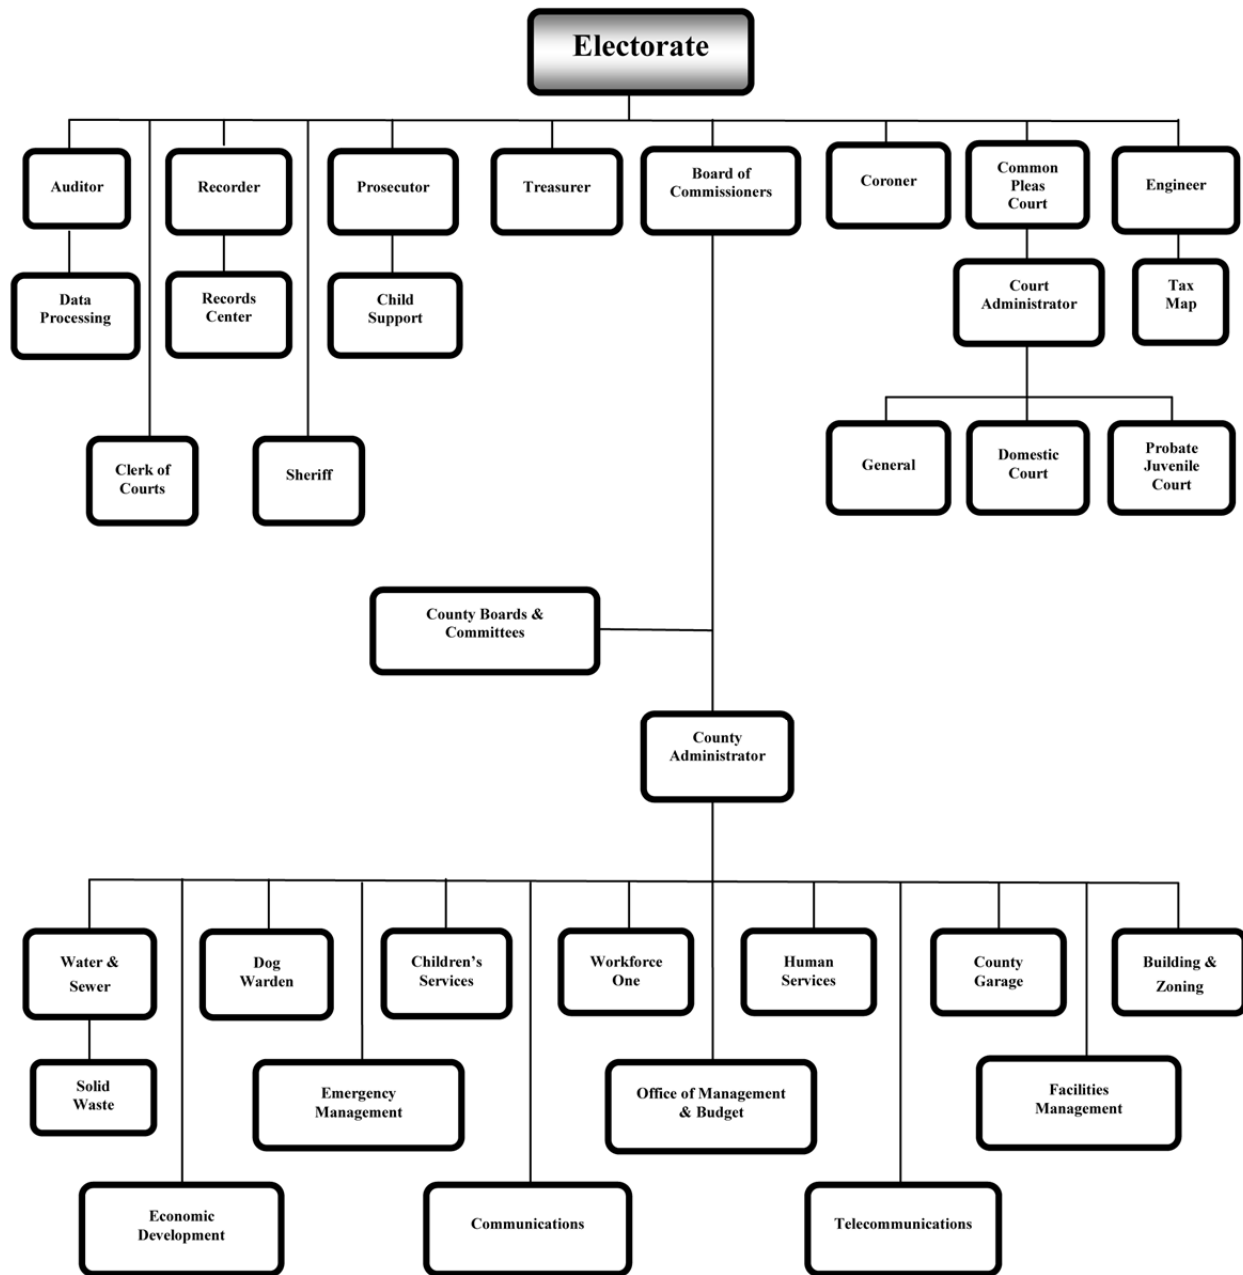 Electorate
Auditor
Recorder
Prosecutor
Treasurer
Board of
Commissioners
Coroner
Common
Pleas
Court
Engineer
Data
Processing
Records
Center
Child
Support
Court
Administrator
Tax
Map
Clerk of
Courts
Sheriff
General
Domestic
Court
Probate
Juvenile
Court
County Boards &
Committees
County
Administrator
Water &
Sewer
Dog
Warden
Children’s
Services
Workforce
One
Human
Services
County
Garage
Building &
Zoning
Solid
Waste
Emergency
Management
Office of Management
& Budget
Facilities
Management
Economic
Development
Communications
Telecommunications